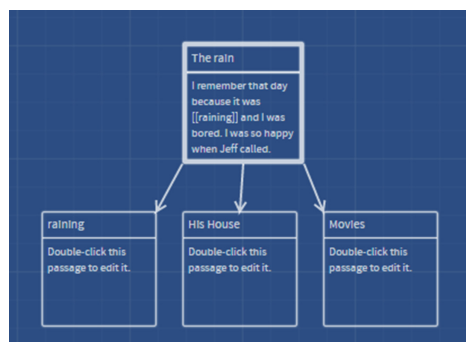 The rain
I remember that day
because it was
[[raining]] and I was
bored. I was so happy
when Jeff called.
raining
Double-click this
passage to edit it.
His House
Double-click this
passage to edit it.
Movies
Double-click this
passage to edit it.